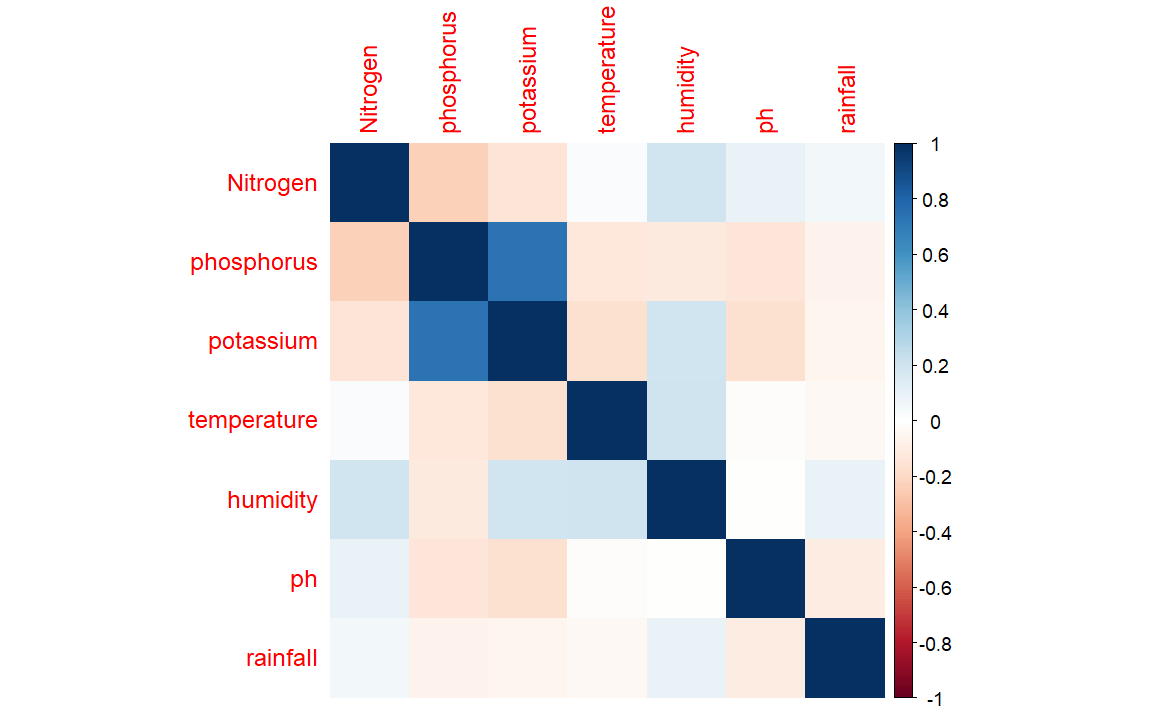 Nitrogen
phosphorus
potassium
temperature
humidity
ph
rainfall
Nitrogen
phosphorus
potassium
temperature
humidity
ph
rainfall
1
0.8
0.6
0.4
0.2
0
-0.2
-0.4
-0.6
-0.8
-1